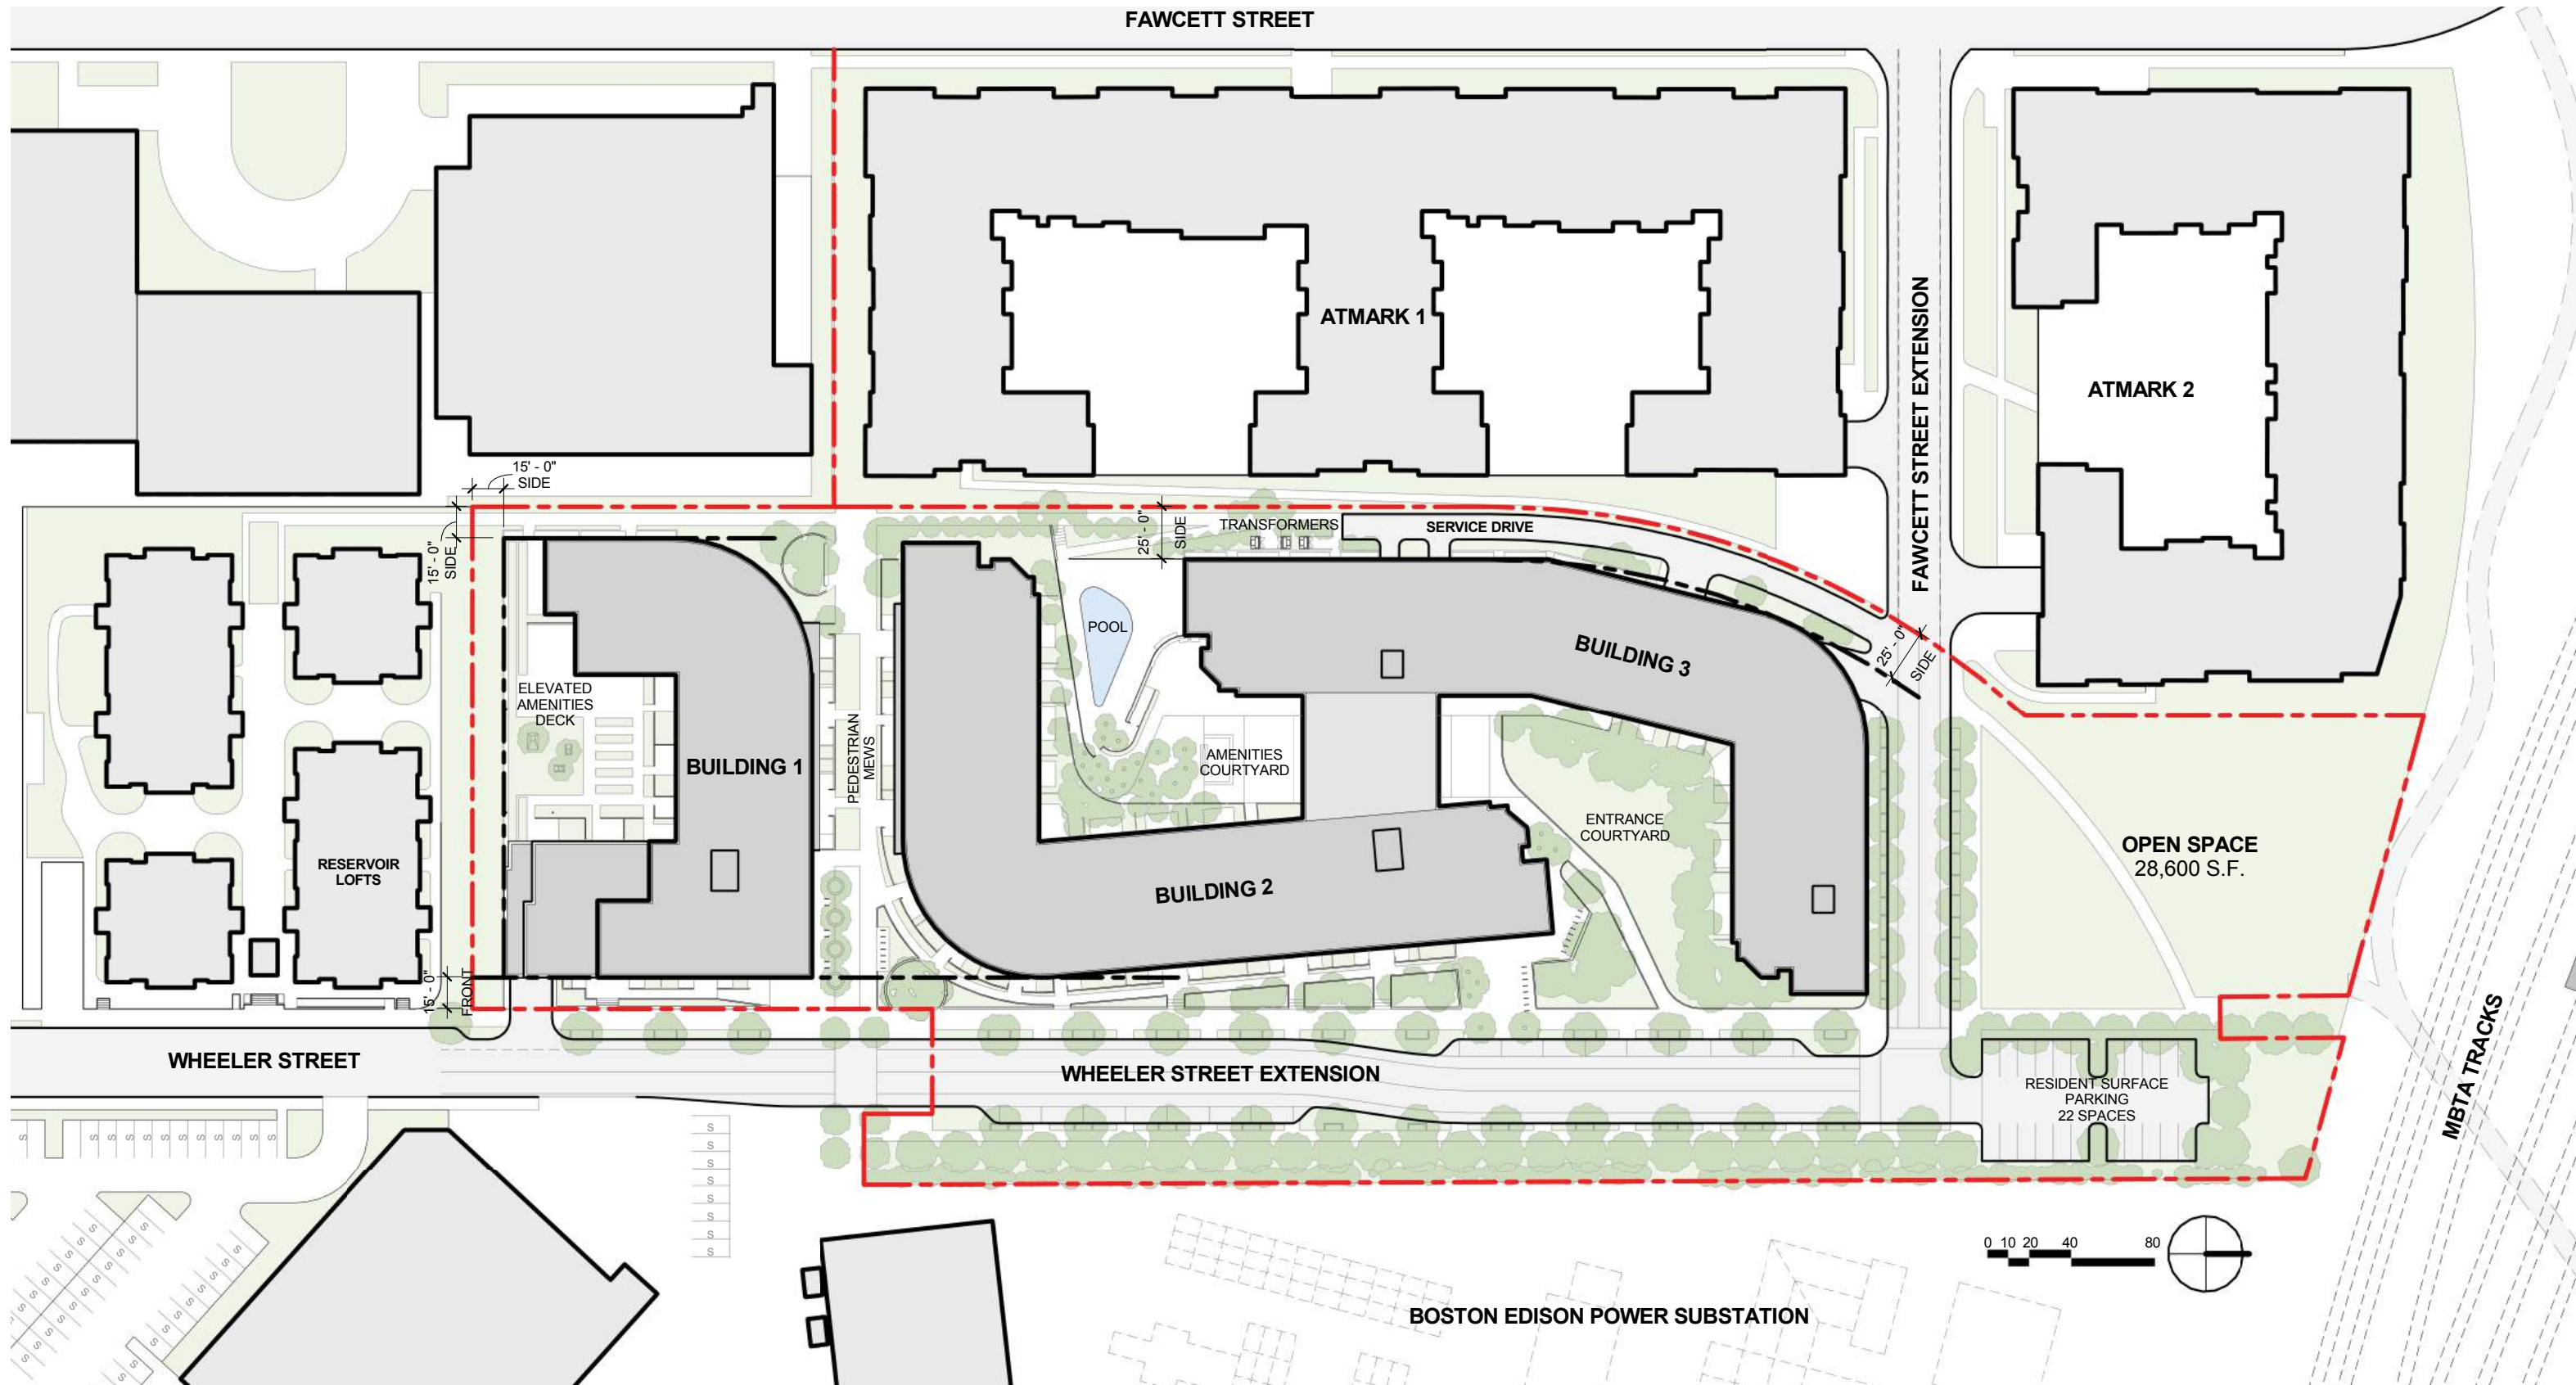 FAWCETT STREET
15' - 0"
SIDE
15' - 0"
SIDE
ATMARK 1
FAWCETT STREET EXTENSION
ATMARK 2
25' - 0"
SIDE
TRANSFORMERS
SERVICE DRIVE
POOL
BUILDING 3
25' - 0"
SIDE
ELEVATED
AMENITIES
DECK
BUILDING 1
PEDESTRIAN
MEWS
AMENITIES
COURTYARD
ENTRANCE
COURTYARD
OPEN SPACE
28,600 S.F.
RESERVOIR
LOFTS
BUILDING 2
15' - 0"
FRONT
WHEELER STREET
WHEELER STREET EXTENSION
RESIDENT SURFACE
PARKING
22 SPACES
MBTA TRACKS
S
S S S S S S S S S S S
S
S
S
S
S
S
S
S
0 10 20 40 80
BOSTON EDISON POWER SUBSTATION